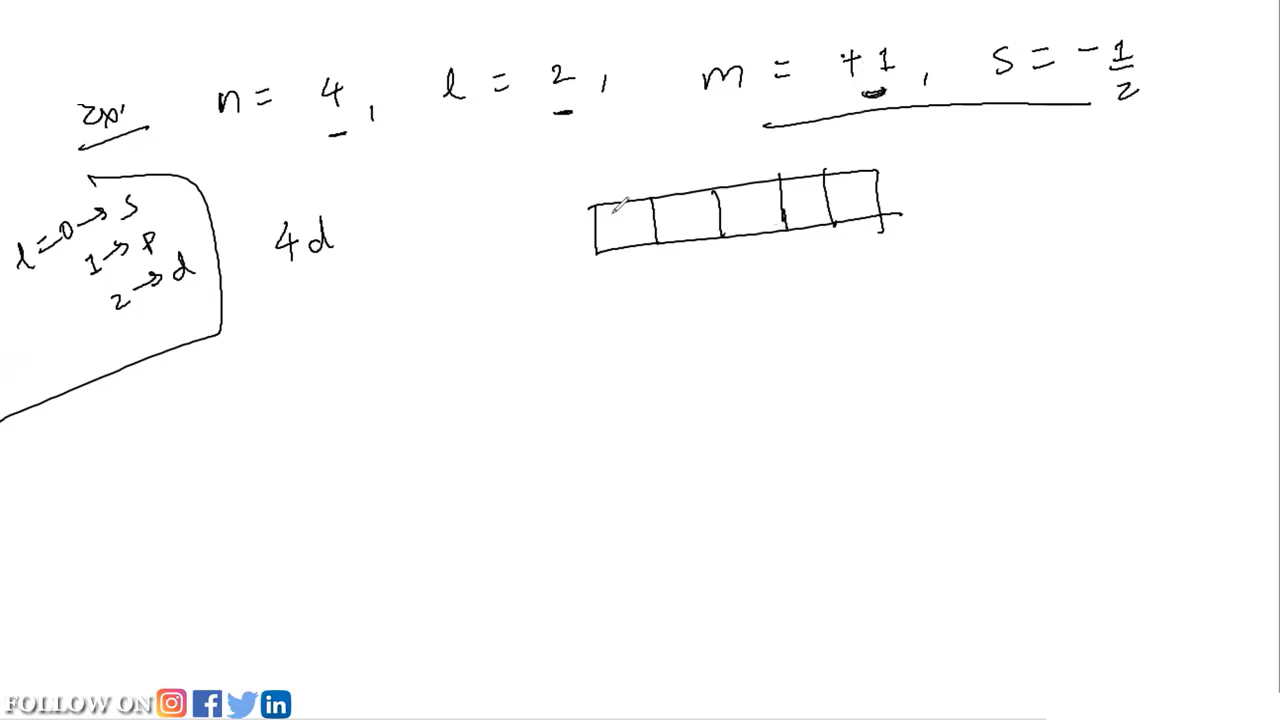 Ex:
n = 4, l = 2, m = +1, s = -1/2
l=0 → s
1 → p
2 → d
4d
FOLLOW ON